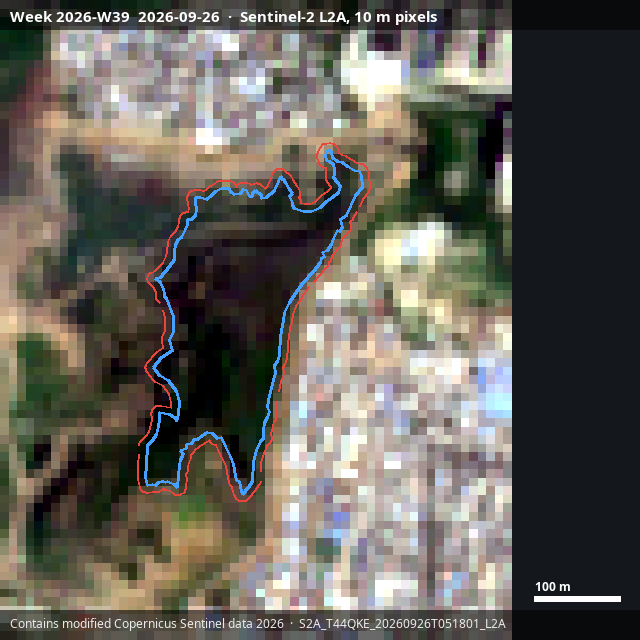 Week 2026-W39  2026-09-26  ·  Sentinel-2 L2A, 10 m pixels
100 m
Contains modified Copernicus Sentinel data 2026  ·  S2A_T44QKE_20260926T051801_L2A